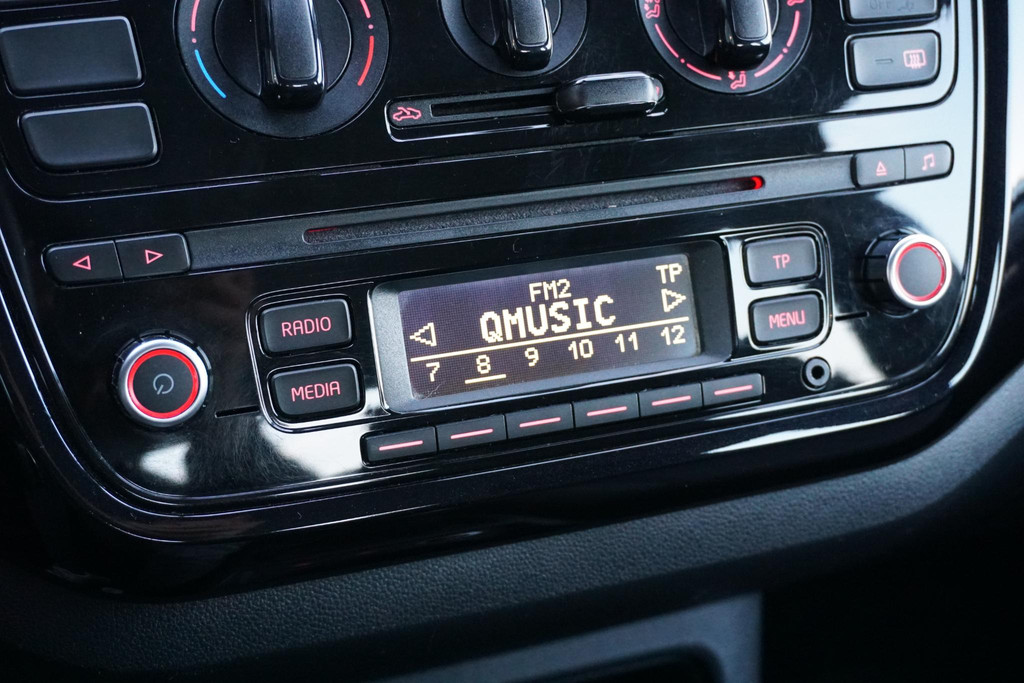 TP
FM2
QMUSIC
7 8 9 10 11 12
RADIO
MEDIA
TP
MENU